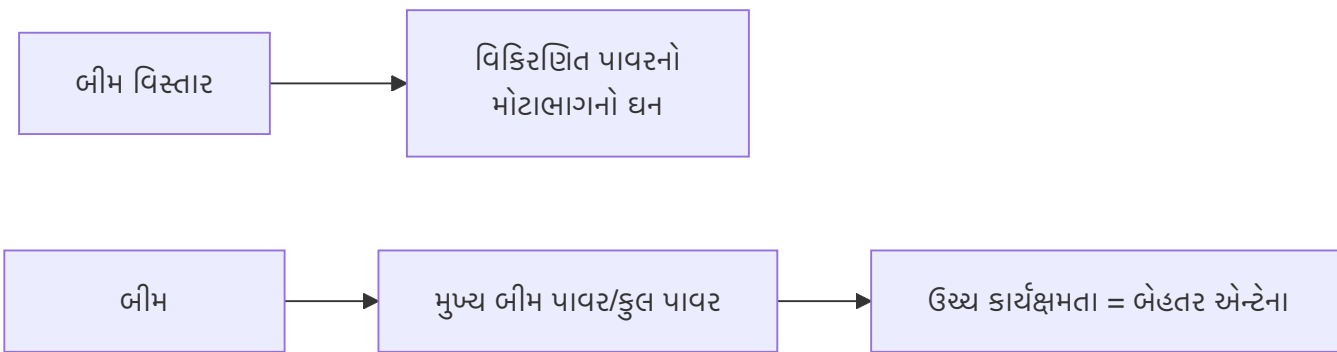 બીમ વિસ્તાર
વિકિરણિત પાવરનો
મોટાભાગનો ઘન
બીમ
મુખ્ય બીમ પાવર/કુલ પાવર
ઉચ્ચ કાર્યક્ષમતા = બેહતર એન્ટેના